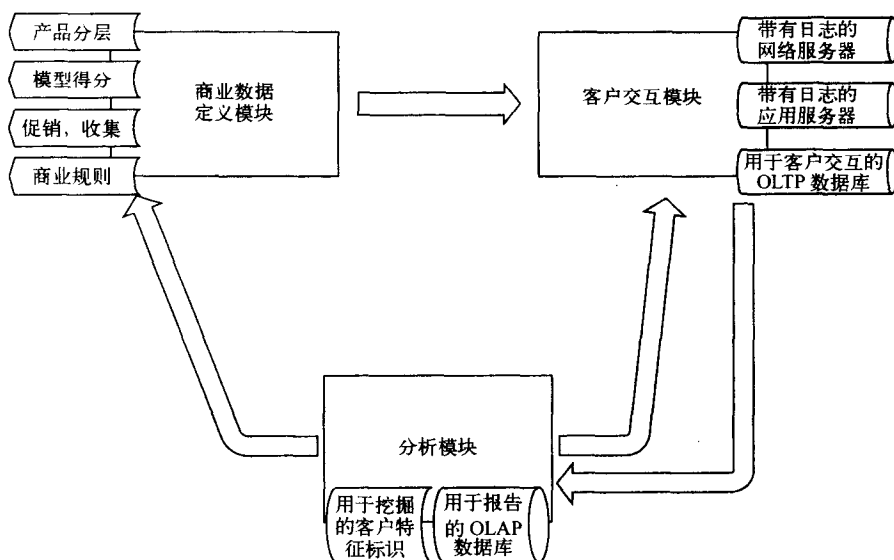 产品分层
模型得分
促销，收集
商业规则
商业数据
定义模块
客户交互模块
带有日志的
网络服务器
带有日志的
应用服务器
用于客户交互的
OLTP 数据库
分析模块
用于挖掘
的客户特
征标识
用于报告
的 OLAP
数据库